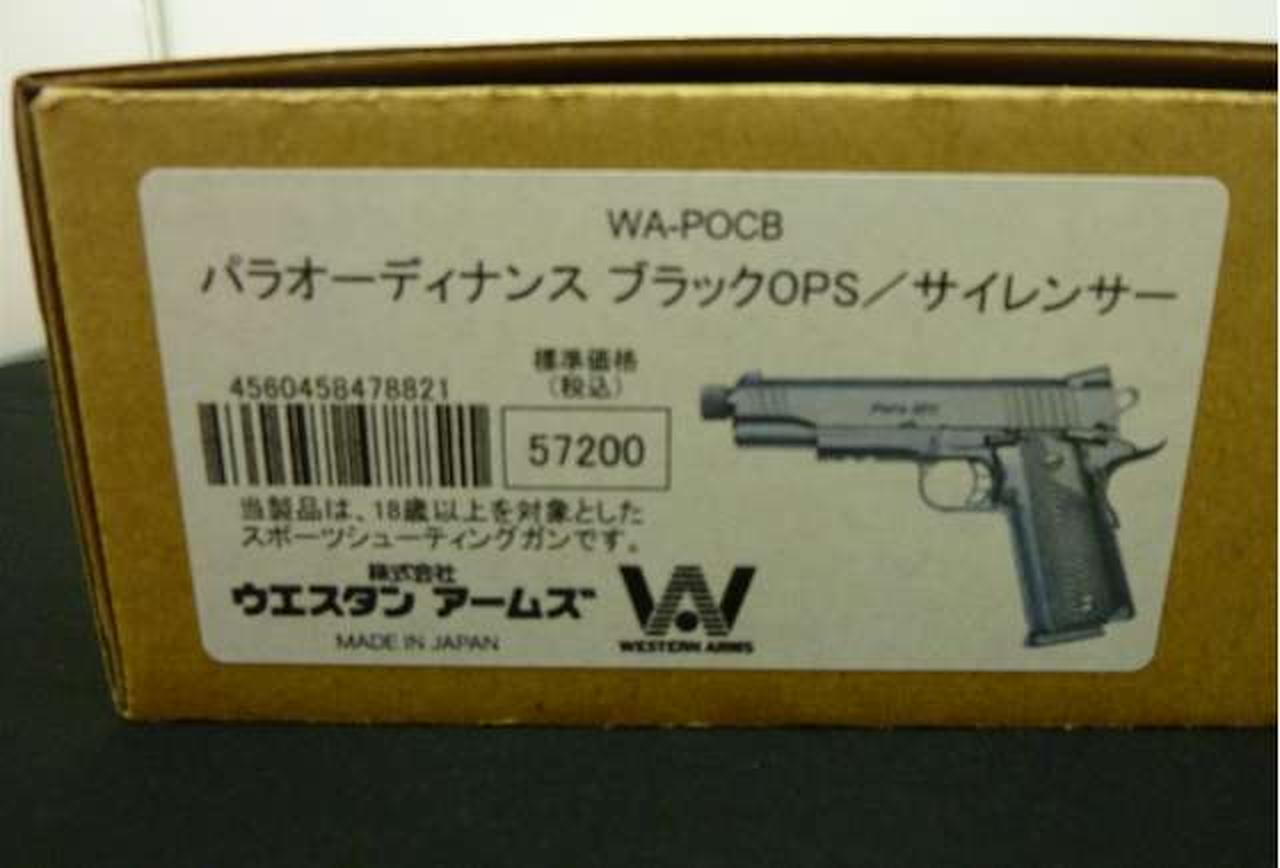 WA-POCB
パラオーディナンス ブラックOPS／サイレンサー
標準価格
（税込）
4560458478821
57200
当製品は、18歳以上を対象とした
スポーツシューティングガンです。
株式会社
ウエスタン アームズ
MADE IN JAPAN
WESTERN ARMS